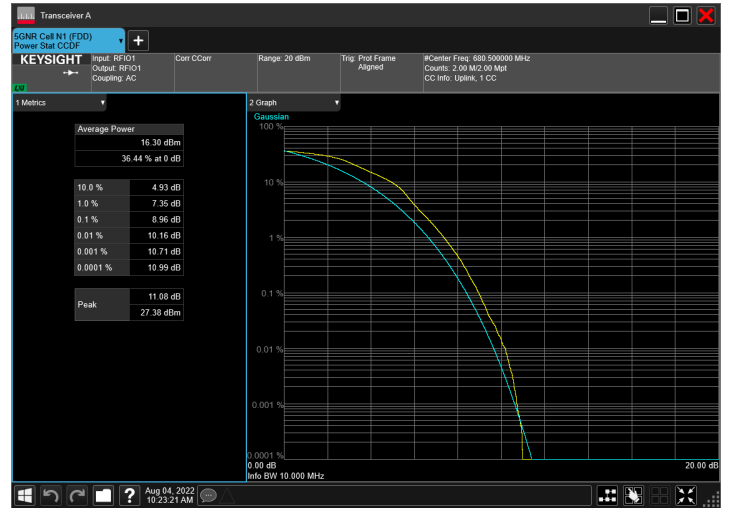 Transceiver A
5GNR Cell N1 (FDD)
Power Stat CCDF
KEYSIGHT
Input: RFIO1
Output: RFIO1
Coupling: AC
Corr CCorr
Range: 20 dBm
Trig: Prot Frame
Aligned
#Center Freq: 680.500000 MHz
Counts: 2.00 M/2.00 Mpt
CC Info: Uplink, 1 CC
LXI
1 Metrics
Average Power
16.30 dBm
36.44 % at 0 dB
10.0 % 4.93 dB
1.0 % 7.35 dB
0.1 % 8.96 dB
0.01 % 10.16 dB
0.001 % 10.71 dB
0.0001 % 10.99 dB
Peak
11.08 dB
27.38 dBm
2 Graph
Gaussian
100 %
10 %
1 %
0.1 %
0.01 %
0.001 %
0.0001 %
0.00 dB
20.00 dB
Info BW 10.000 MHz
?
Aug 04, 2022
10:23:21 AM